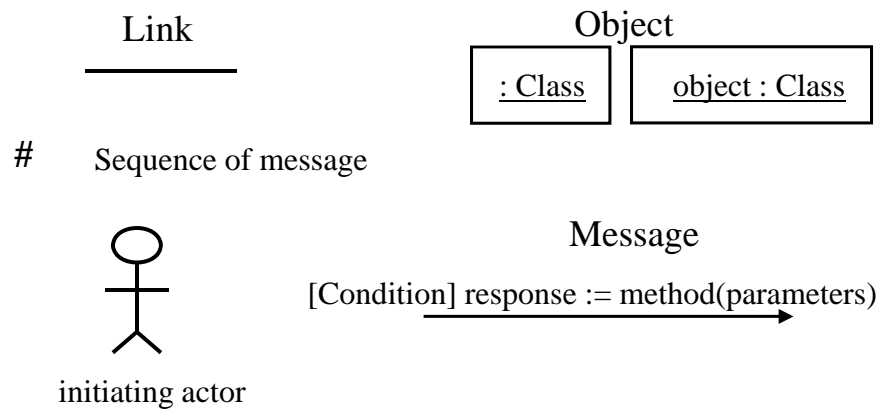 Link
Object
: Class
object : Class
# Sequence of message
Message
[Condition] response := method(parameters)
initiating actor